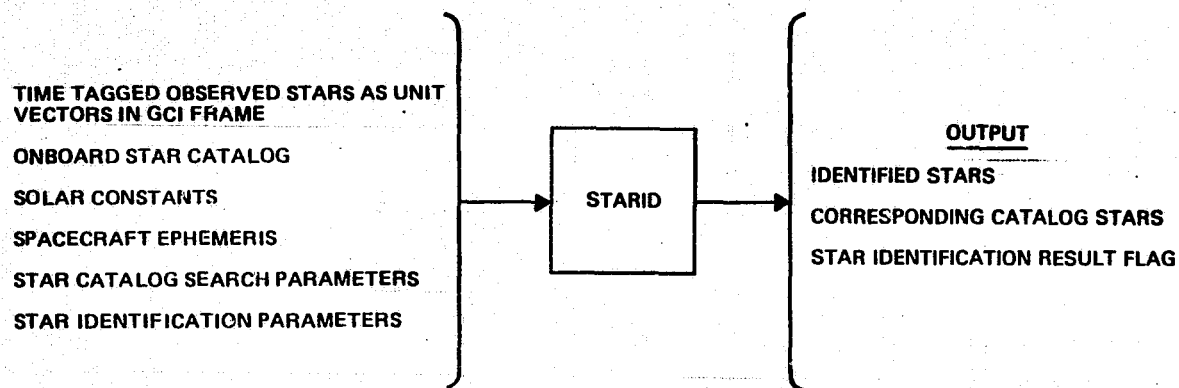 TIME TAGGED OBSERVED STARS AS UNIT
VECTORS IN GCI FRAME
ONBOARD STAR CATALOG
SOLAR CONSTANTS
SPACECRAFT EPHEMERIS
STAR CATALOG SEARCH PARAMETERS
STAR IDENTIFICATION PARAMETERS
STARID
OUTPUT
IDENTIFIED STARS
CORRESPONDING CATALOG STARS
STAR IDENTIFICATION RESULT FLAG